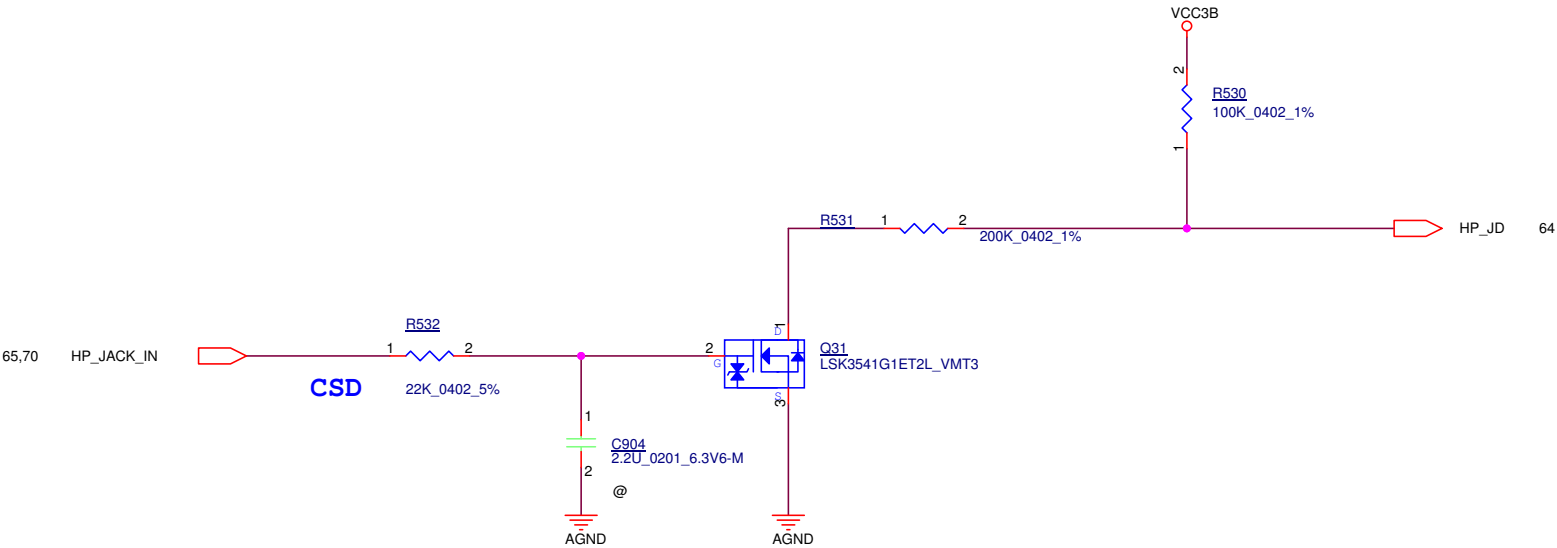 VCC3B
2
R530
100K_0402_1%
1
R531
1
2
200K_0402_1%
HP_JD
64
R532
65,70
HP_JACK_IN
1
2
CSD
22K_0402_5%
2
G
1
D
S
3
Q31
LSK3541G1ET2L_VMT3
1
C904
2.2U_0201_6.3V6-M
2
@
AGND
AGND